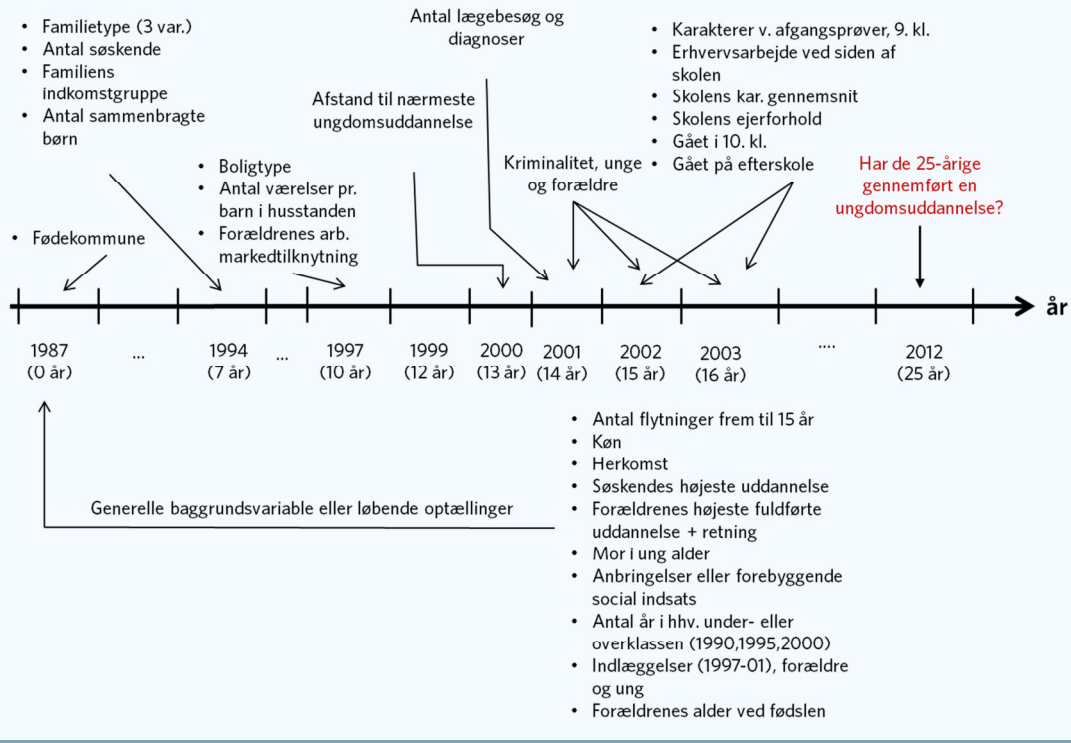 • Familietype (3 var.)
• Antal søskende
• Familiens
indkomstgruppe
• Antal sammenbragte
børn
Antal lægebesøg og
diagnoser
• Karakterer v. afgangsprøver, 9. kl.
• Erhvervsarbejde ved siden af
skolen
• Skolens kar. gennemsnit
• Skolens ejerforhold
• Gået i 10. kl.
• Gået på efterskole
Afstand til nærmeste
ungdomsuddannelse
• Boligtype
• Antal værelser pr.
barn i husstanden
• Forældrenes arb.
markedtilknytning
Kriminalitet, unge
og forældre
Har de 25-årige
gennemført en
ungdomsuddannelse?
• Fødekommune
år
1987
(0 år)
...
1994
(7 år)
...
1997
(10 år)
1999
(12 år)
2000
(13 år)
2001
(14 år)
2002
(15 år)
2003
(16 år)
....
2012
(25 år)
Generelle baggrundsvariable eller løbende optællinger
• Antal flytninger frem til 15 år
• Køn
• Herkomst
• Søskendes højeste uddannelse
• Forældrenes højeste fuldførte
uddannelse + retning
• Mor i ung alder
• Anbringelser eller forebyggende
social indsats
• Antal år i hhv. under- eller
overklassen (1990,1995,2000)
• Indlæggelser (1997-01), forældre
og ung
• Forældrenes alder ved fødslen